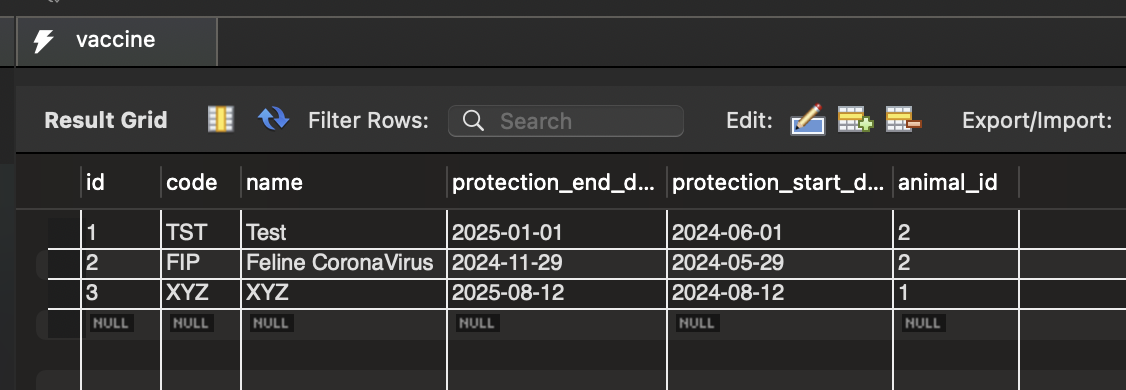 vaccine
Result Grid Filter Rows: Search Edit: Export/Import:
id code name protection_end_d... protection_start_d... animal_id
1 TST Test 2025-01-01 2024-06-01 2
2 FIP Feline CoronaVirus 2024-11-29 2024-05-29 2
3 XYZ XYZ 2025-08-12 2024-08-12 1
NULL NULL NULL NULL NULL NULL